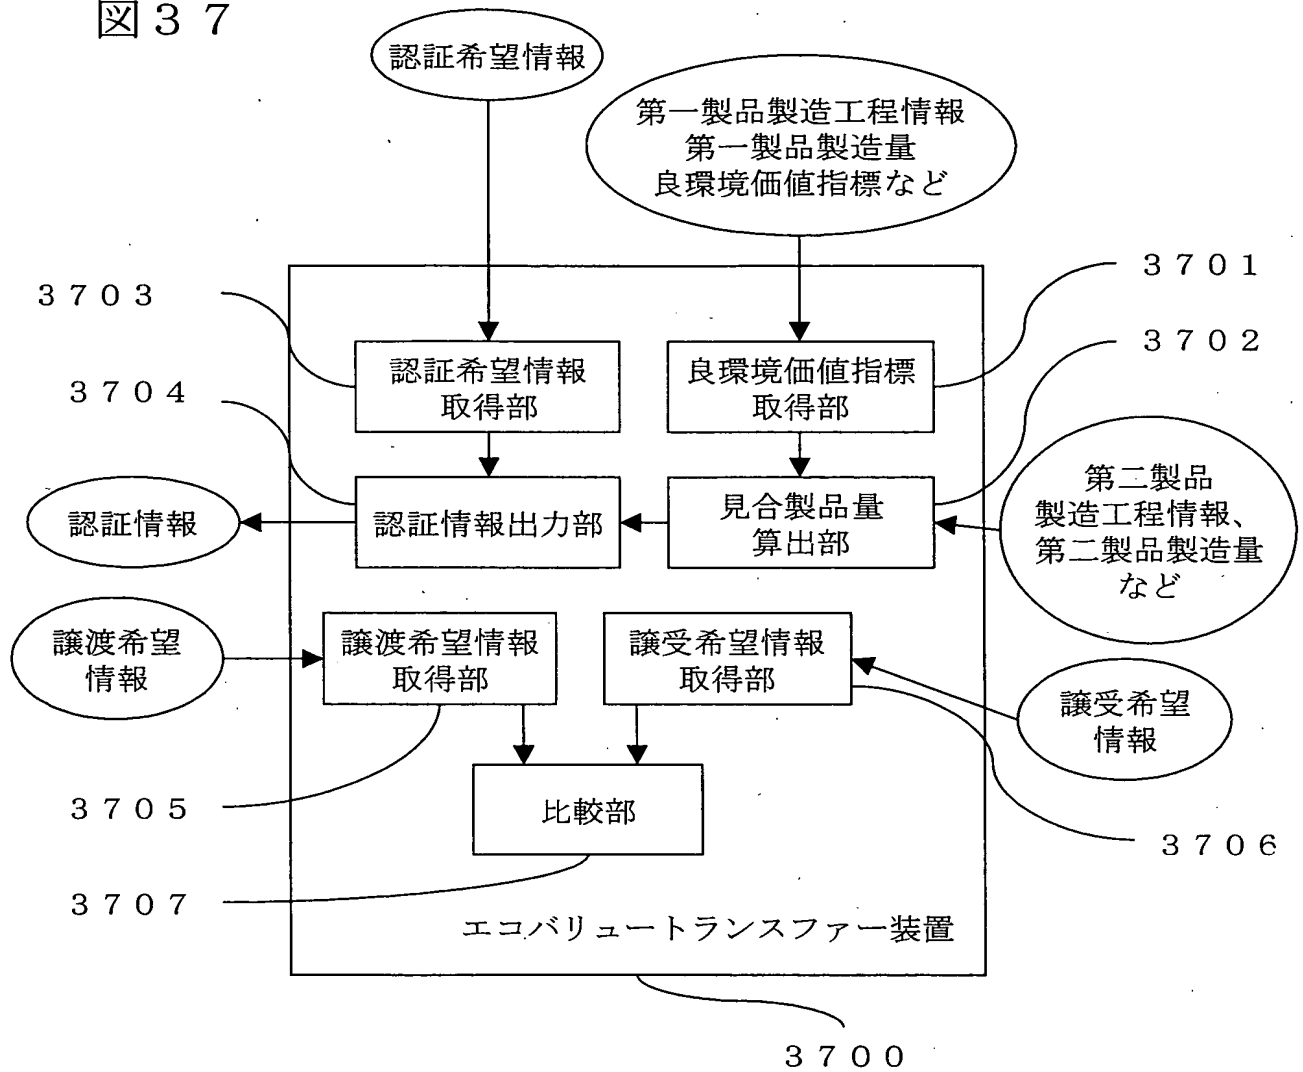 図３７
認証希望情報
第一製品製造工程情報
第一製品製造量
良環境価値指標など
３７０１
３７０３
３７０２
認証希望情報
取得部
良環境価値指標
取得部
３７０４
第二製品
製造工程情報、
第二製品製造量
など
認証情報
認証情報出力部
見合製品量
算出部
譲渡希望
情報
譲渡希望情報
取得部
譲受希望情報
取得部
譲受希望
情報
３７０５
比較部
３７０６
３７０７
エコバリュートランスファー装置
３７００